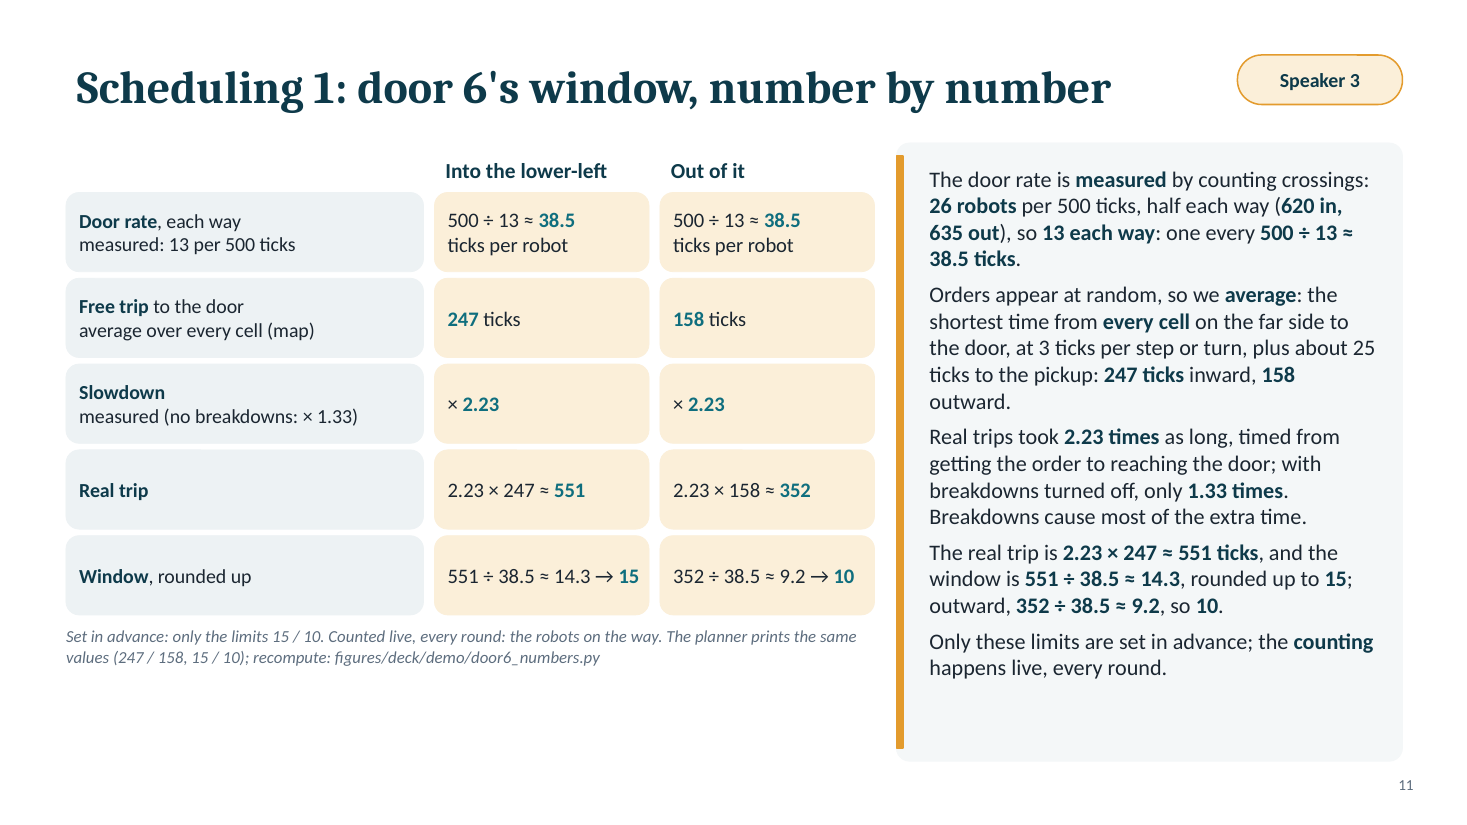 Scheduling 1: door 6's window, number by number
Speaker 3
Into the lower-left
Out of it
Door rate, each way
measured: 13 per 500 ticks
500 ÷ 13 ≈ 38.5
ticks per robot
500 ÷ 13 ≈ 38.5
ticks per robot
Free trip to the door
average over every cell (map)
247 ticks
158 ticks
Slowdown
measured (no breakdowns: × 1.33)
× 2.23
× 2.23
Real trip
2.23 × 247 ≈ 551
2.23 × 158 ≈ 352
Window, rounded up
551 ÷ 38.5 ≈ 14.3 → 15
352 ÷ 38.5 ≈ 9.2 → 10
Set in advance: only the limits 15 / 10. Counted live, every round: the robots on the way. The planner prints the same
values (247 / 158, 15 / 10); recompute: figures/deck/demo/door6_numbers.py
The door rate is measured by counting crossings:
26 robots per 500 ticks, half each way (620 in,
635 out), so 13 each way: one every 500 ÷ 13 ≈
38.5 ticks.
Orders appear at random, so we average: the
shortest time from every cell on the far side to
the door, at 3 ticks per step or turn, plus about 25
ticks to the pickup: 247 ticks inward, 158
outward.
Real trips took 2.23 times as long, timed from
getting the order to reaching the door; with
breakdowns turned off, only 1.33 times.
Breakdowns cause most of the extra time.
The real trip is 2.23 × 247 ≈ 551 ticks, and the
window is 551 ÷ 38.5 ≈ 14.3, rounded up to 15;
outward, 352 ÷ 38.5 ≈ 9.2, so 10.
Only these limits are set in advance; the counting
happens live, every round.
11